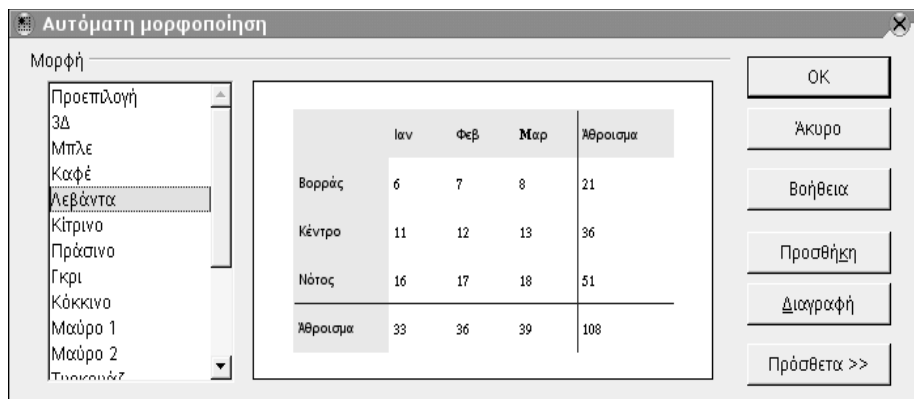 Αυτόματη μορφοποίηση
Μορφή
Προεπιλογή
3Δ
Μπλε
Καφέ
Λεβάντα
Κίτρινο
Πράσινο
Γκρι
Κόκκινο
Μαύρο 1
Μαύρο 2
Ιαν Φεβ Μαρ Άθροισμα
Βορράς 6 7 8 21
Κέντρο 11 12 13 36
Νότος 16 17 18 51
Άθροισμα 33 36 39 108
OK
Άκυρο
Βοήθεια
Προσθήκη
Διαγραφή
Πρόσθετα >>